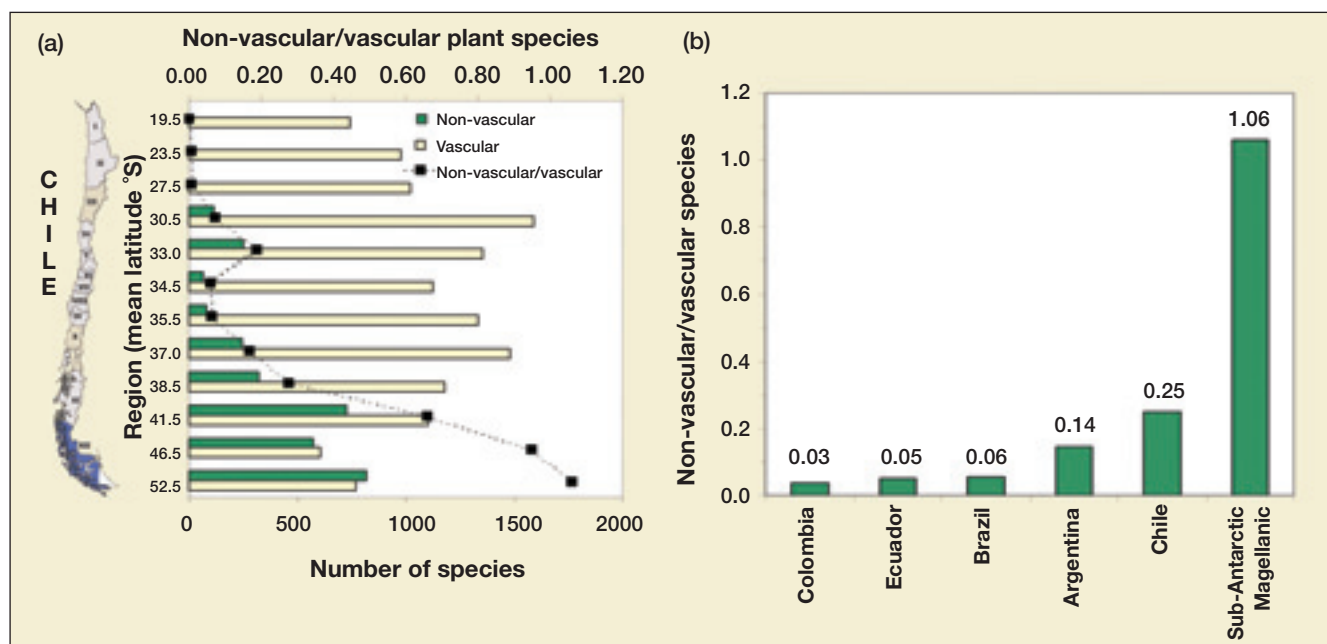 (a)
Non-vascular/vascular plant species
0.00 0.20 0.40 0.60 0.80 1.00 1.20
CHILE
Region (mean latitude °S)
19.5
23.5
27.5
30.5
33.0
34.5
35.5
37.0
38.5
41.5
46.5
52.5
Non-vascular
Vascular
Non-vascular/vascular
0 500 1000 1500 2000
Number of species
(b)
Non-vascular/vascular species
1.2
1.0
0.8
0.6
0.4
0.2
0.0
0.03
0.05
0.06
0.14
0.25
1.06
Colombia
Ecuador
Brazil
Argentina
Chile
Sub-Antarctic
Magellanic